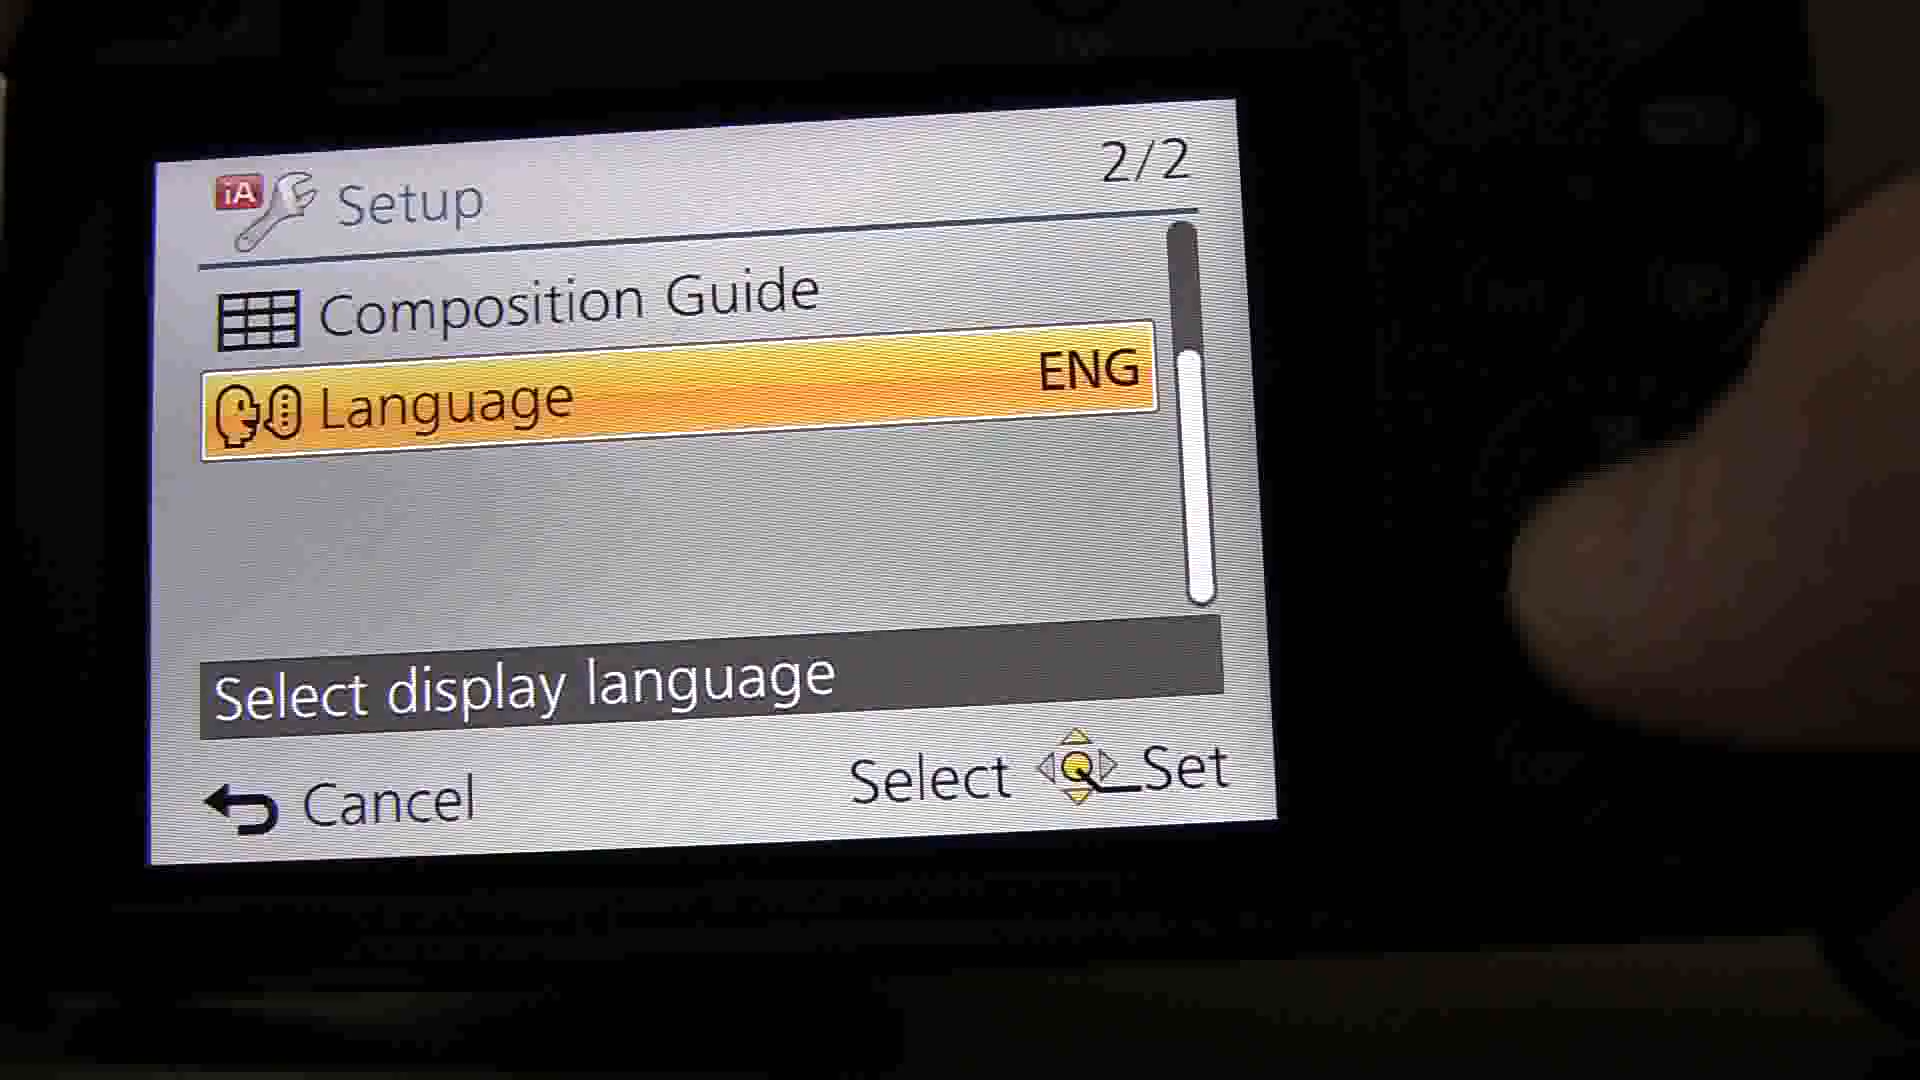 iA Setup 2/2
Composition Guide
Language ENG
Select display language
Cancel Select Set